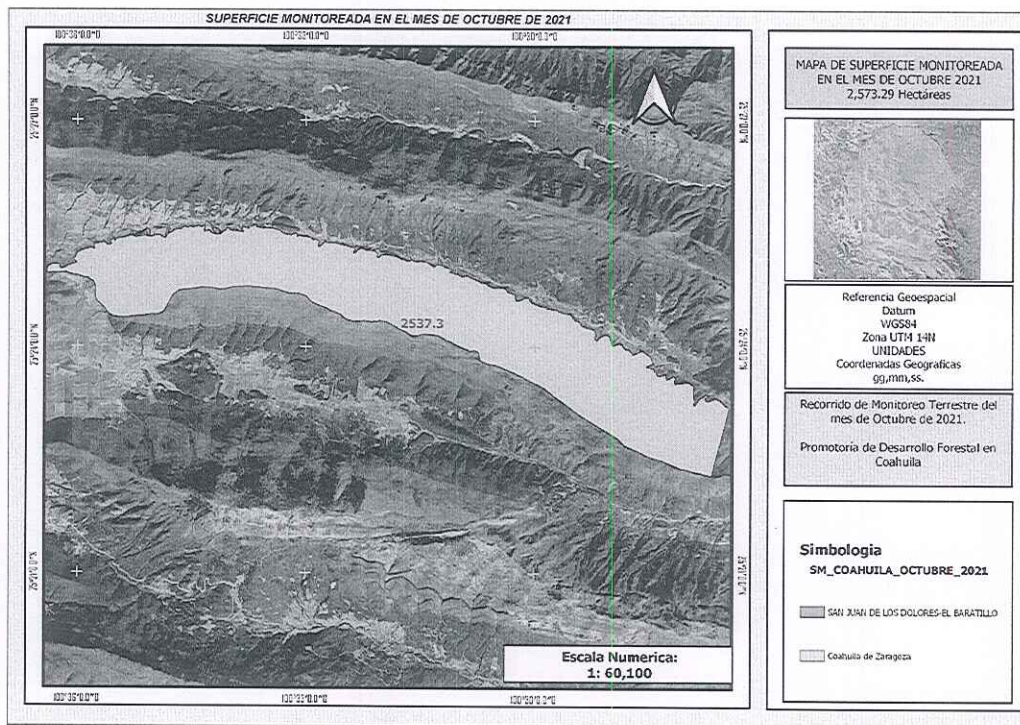 SUPERFICIE MONITOREADA EN EL MES DE OCTUBRE DE 2021
MAPA DE SUPERFICIE MONITOREADA
EN EL MES DE OCTUBRE 2021
2,573.29 Hectáreas
2537.3
Referencia Geoespacial
Datum
WGS84
Zona UTM 14N
UNIDADES
Coordenadas Geograficas
gg,mm,ss.
Recorrido de Monitoreo Terrestre del
mes de Octubre de 2021.
Promotoria de Desarrollo Forestal en
Coahuila
Simbologia
SM_COAHUILA_OCTUBRE_2021
SAN JUAN DE LOS DOLORES-EL BARATILLO
Coahuila de Zaragoza
Escala Numerica:
1: 60,100